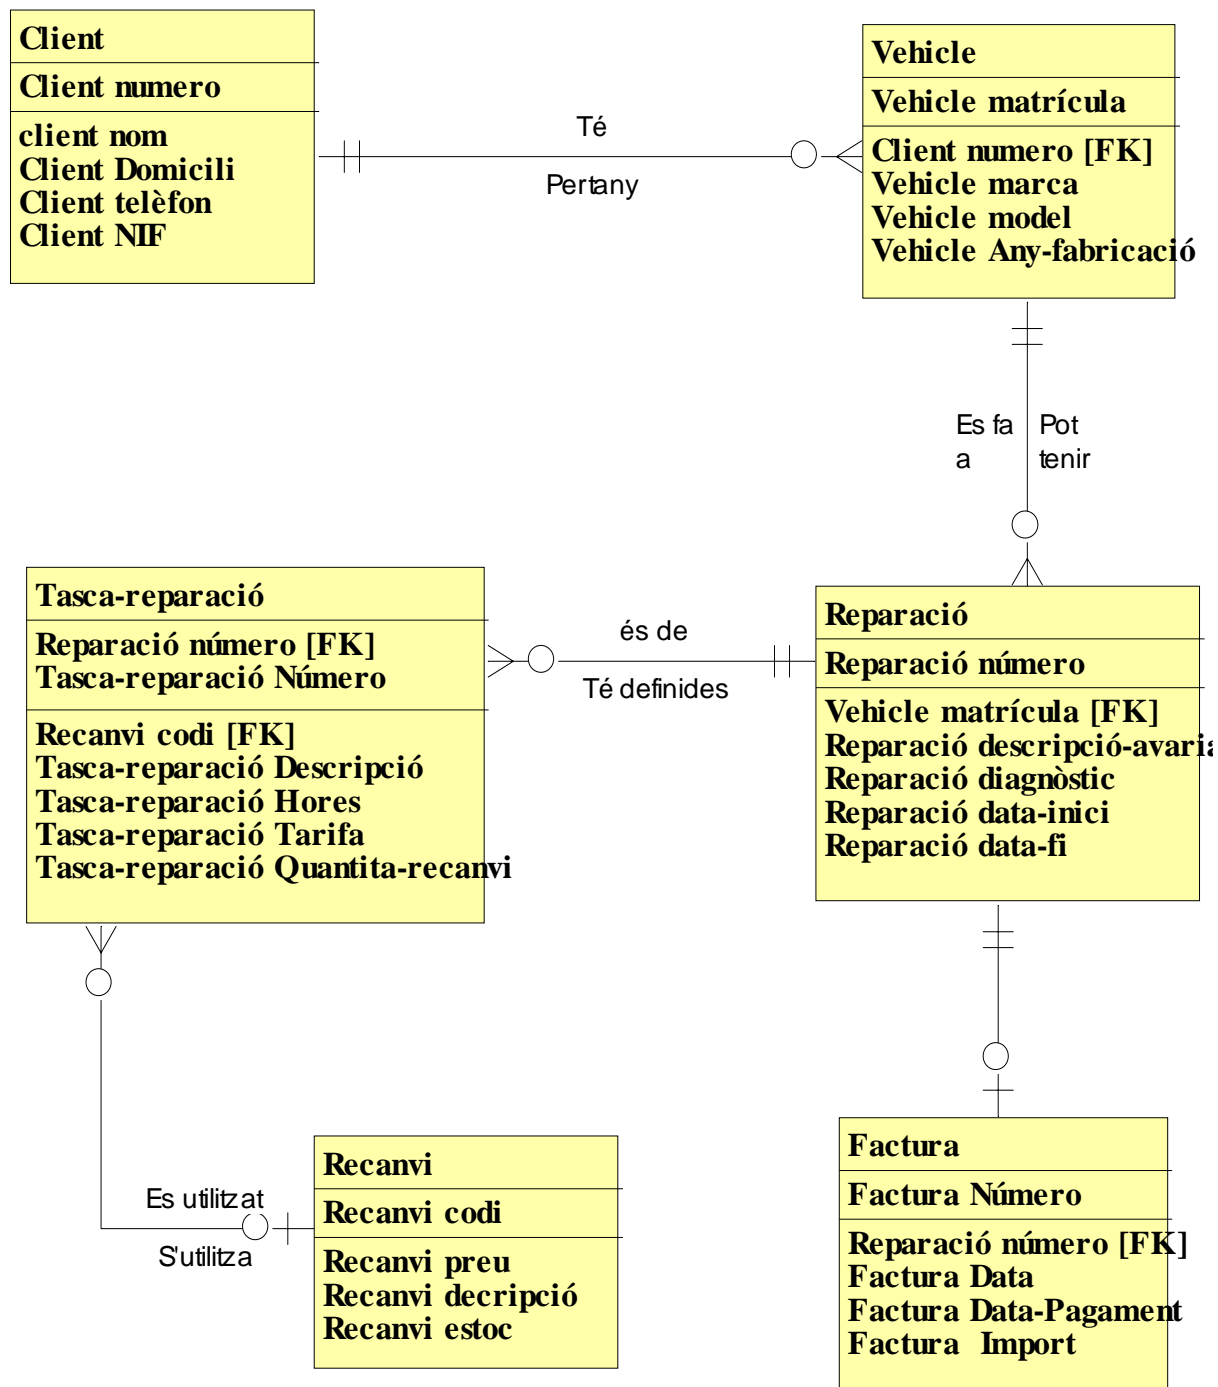 Client
Client numero
client nom
Client Domicili
Client telèfon
Client NIF
Té
Pertany
Vehicle
Vehicle matrícula
Client numero [FK]
Vehicle marca
Vehicle model
Vehicle Any-fabricació
Es fa
a
Pot
tenir
Tasca-reparació
Reparació número [FK]
Tasca-reparació Número
Recanvi codi [FK]
Tasca-reparació Descripció
Tasca-reparació Hores
Tasca-reparació Tarifa
Tasca-reparació Quantita-recanvi
és de
Té definides
Reparació
Reparació número
Vehicle matrícula [FK]
Reparació descripció-avaria
Reparació diagnòstic
Reparació data-inici
Reparació data-fi
Es utilitzat
S'utilitza
Recanvi
Recanvi codi
Recanvi preu
Recanvi decripció
Recanvi estoc
Factura
Factura Número
Reparació número [FK]
Factura Data
Factura Data-Pagament
Factura Import